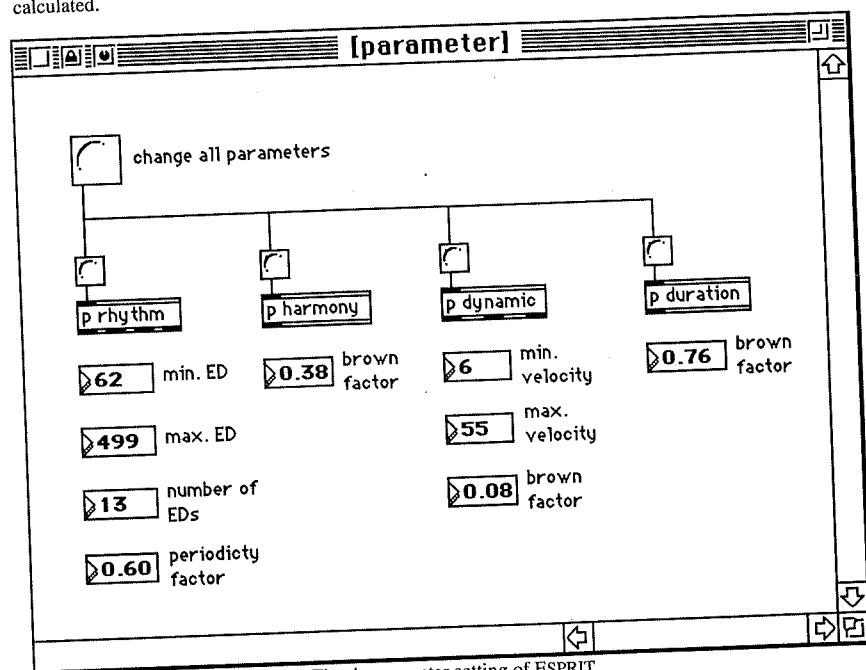 calculated.
[parameter]
change all parameters
p rhythm
p harmony
p dynamic
p duration
62 min. ED
499 max. ED
13 number of
EDs
0.60 periodicty
factor
0.38 brown
factor
6 min.
velocity
55 max.
velocity
0.08 brown
factor
0.76 brown
factor
setting of ESPRIT